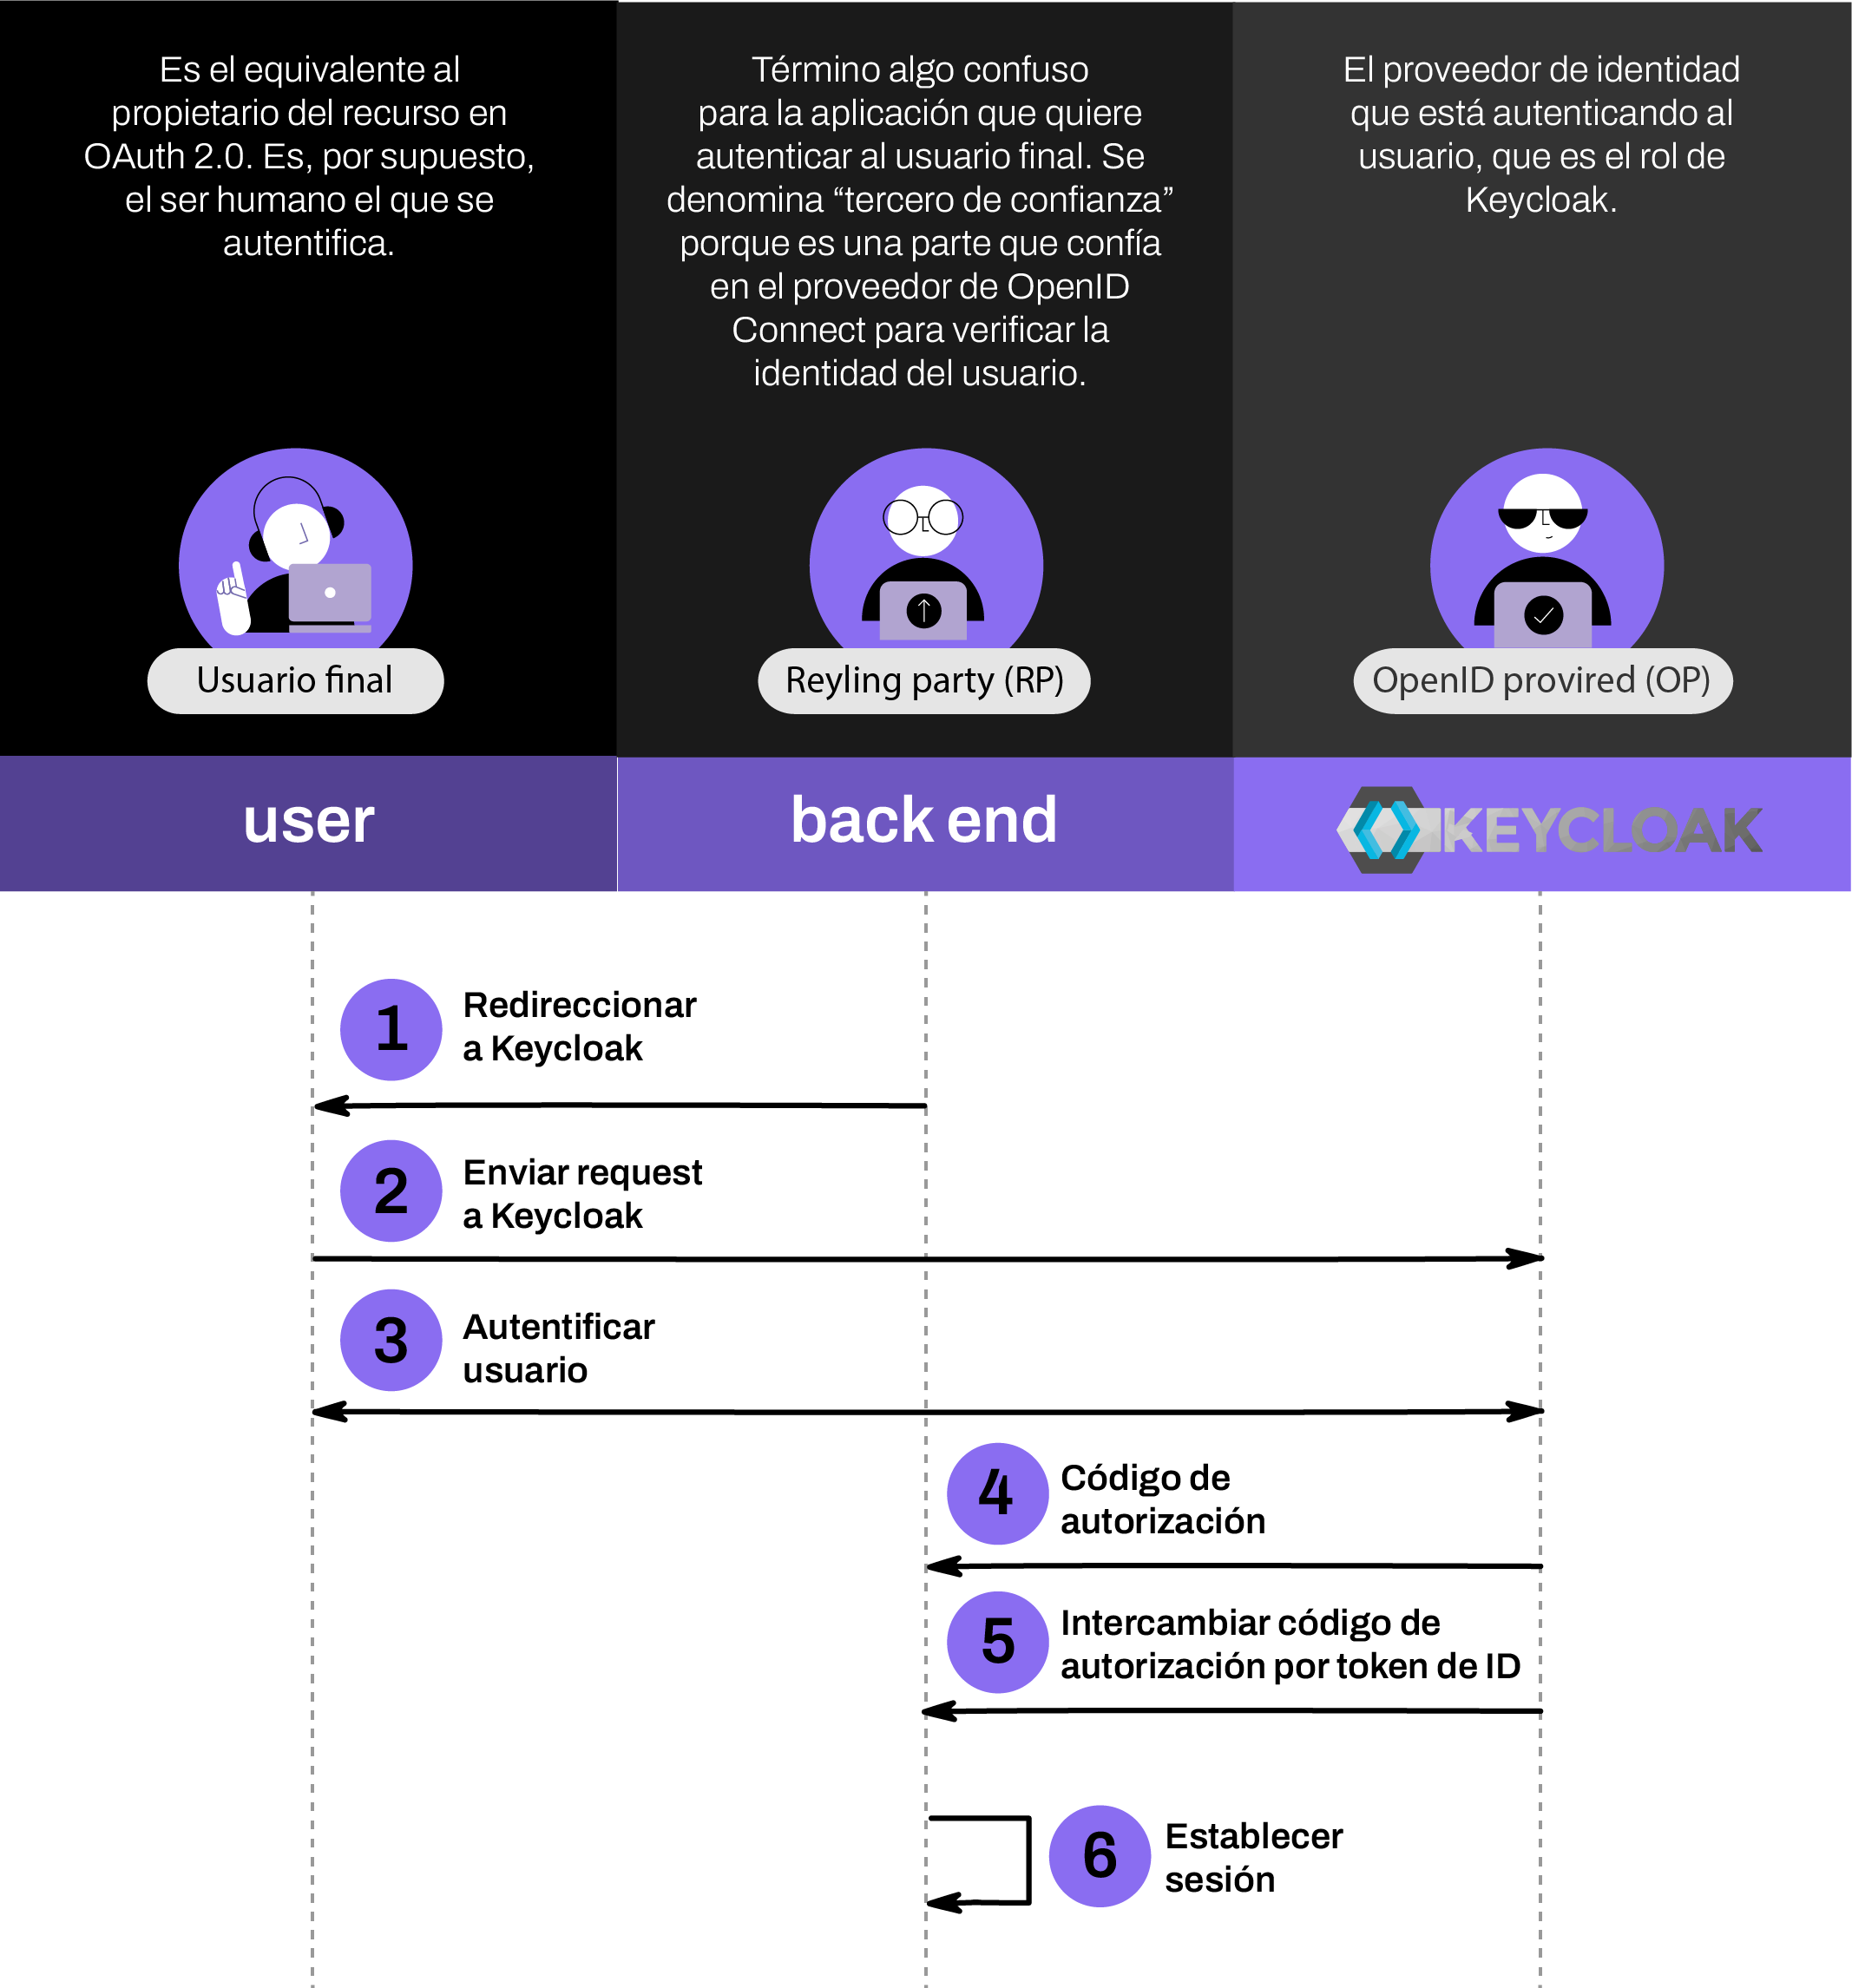 Es el equivalente al
propietario del recurso en
OAuth 2.0. Es, por supuesto,
el ser humano el que se
autentifica.
Término algo confuso
para la aplicación que quiere
autenticar al usuario final. Se
denomina “tercero de confianza”
porque es una parte que confía
en el proveedor de OpenID
Connect para verificar la
identidad del usuario.
El proveedor de identidad
que está autenticando al
usuario, que es el rol de
Keycloak.
Usuario final
Reyling party (RP)
OpenID provired (OP)
user
back end
KEYCLOAK
1
Redireccionar
a Keycloak
2
Enviar request
a Keycloak
3
Autentificar
usuario
4
Código de
autorización
5
Intercambiar código de
autorización por token de ID
6
Establecer
sesión